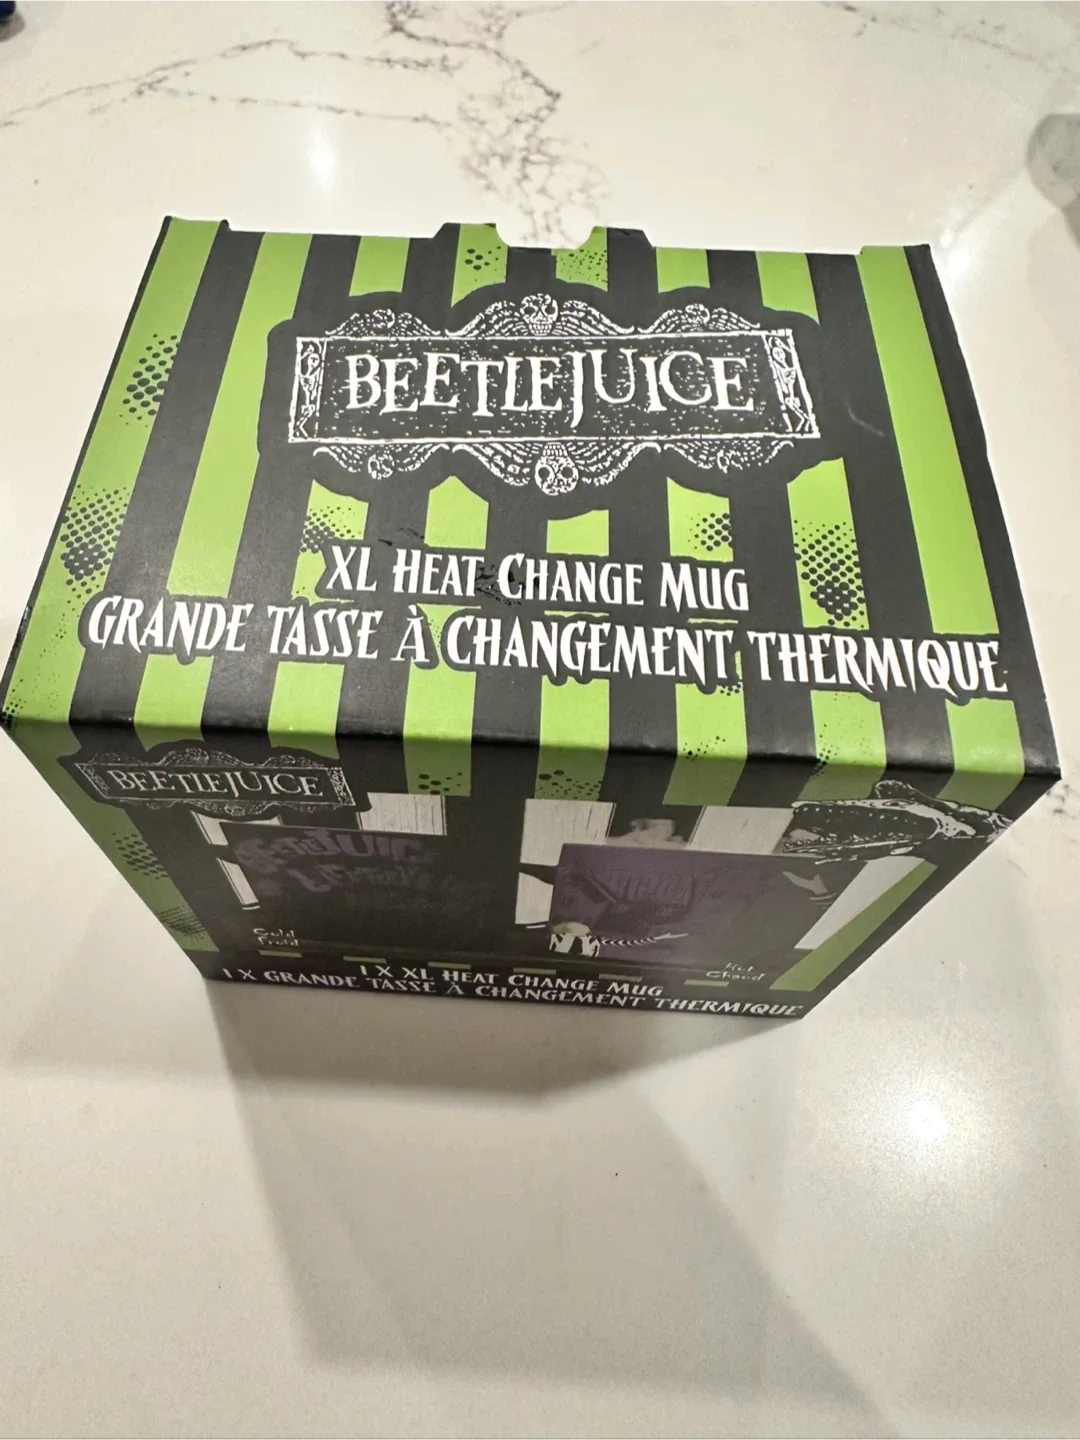 BEETLEJUICE
XL HEAT CHANGE MUG
GRANDE TASSE À CHANGEMENT THERMIQUE
BEETLEJUICE
Cold
Froid
Hot
Chaud
1 X XL HEAT CHANGE MUG
1 X GRANDE TASSE À CHANGEMENT THERMIQUE